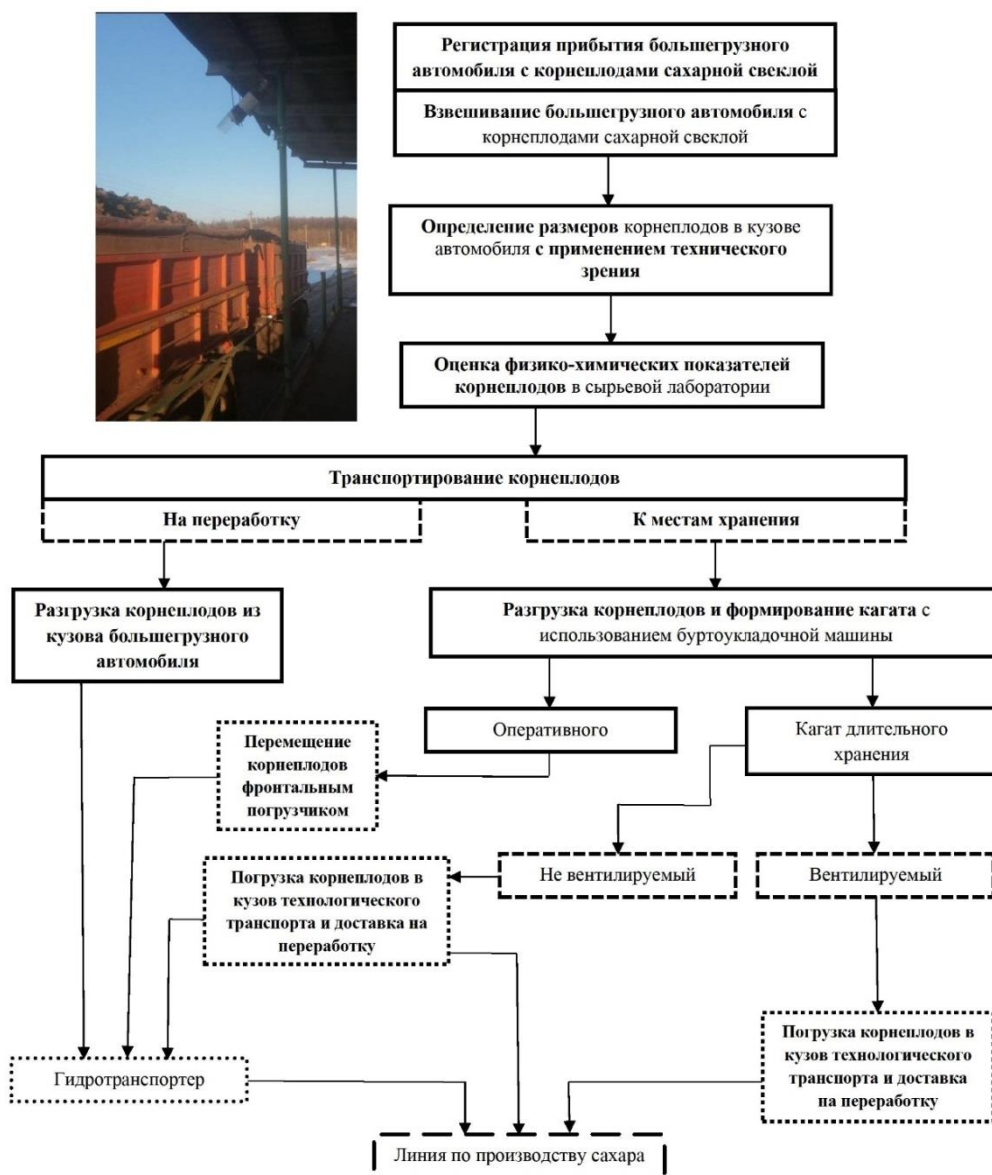 Регистрация прибытия большегрузного
автомобиля с корнеплодами сахарной свеклой
Взвешивание большегрузного автомобиля с
корнеплодами сахарной свеклой
Определение размеров корнеплодов в кузове
автомобиля с применением технического
зрения
Оценка физико-химических показателей
корнеплодов в сырьевой лаборатории
Транспортирование корнеплодов
На переработку
К местам хранения
Разгрузка корнеплодов из
кузова большегрузного
автомобиля
Разгрузка корнеплодов и формирование кагата с
использованием буртоукладочной машины
Оперативного
Кагат длительного
хранения
Перемещение
корнеплодов
фронтальным
погрузчиком
Не вентилируемый
Вентилируемый
Погрузка корнеплодов в
кузов технологического
транспорта и доставка на
переработку
Погрузка корнеплодов в
кузов технологического
транспорта и доставка
на переработку
Гидротранспортер
Линия по производству сахара